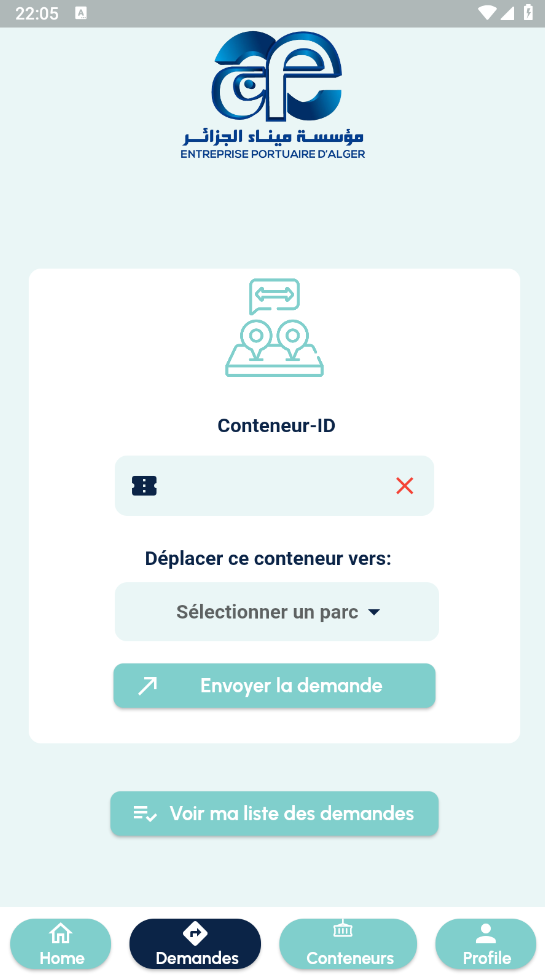 22:05
A
مؤسسة ميناء الجزائر
ENTREPRISE PORTUAIRE D'ALGER
Conteneur-ID
Déplacer ce conteneur vers:
Sélectionner un parc
Envoyer la demande
Voir ma liste des demandes
Home
Demandes
Conteneurs
Profile